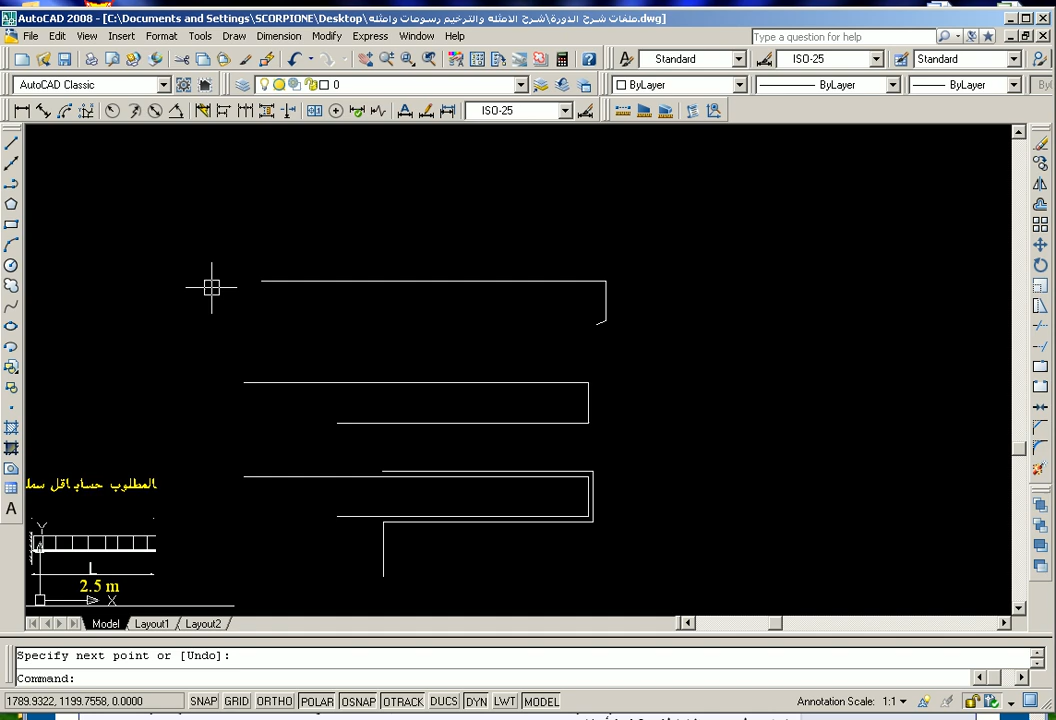 AutoCAD 2008 - [C:\Documents and Settings\SCORPIONE\Desktop\ملفات شرح الدورة\شرح الامثله والترخيم رسومات وامثله.dwg]
File Edit View Insert Format Tools Draw Dimension Modify Express Window Help
Type a question for help
Standard ISO-25 Standard
AutoCAD Classic 0 ByLayer ByLayer ByLayer
ISO-25
المطلوب حساب اقل سما
Y
L
2.5 m
X
Model Layout1 Layout2
Specify next point or [Undo]:
Command:
1789.9322, 1199.7558, 0.0000 SNAP GRID ORTHO POLAR OSNAP OTRACK DUCS DYN LWT MODEL Annotation Scale: 1:1